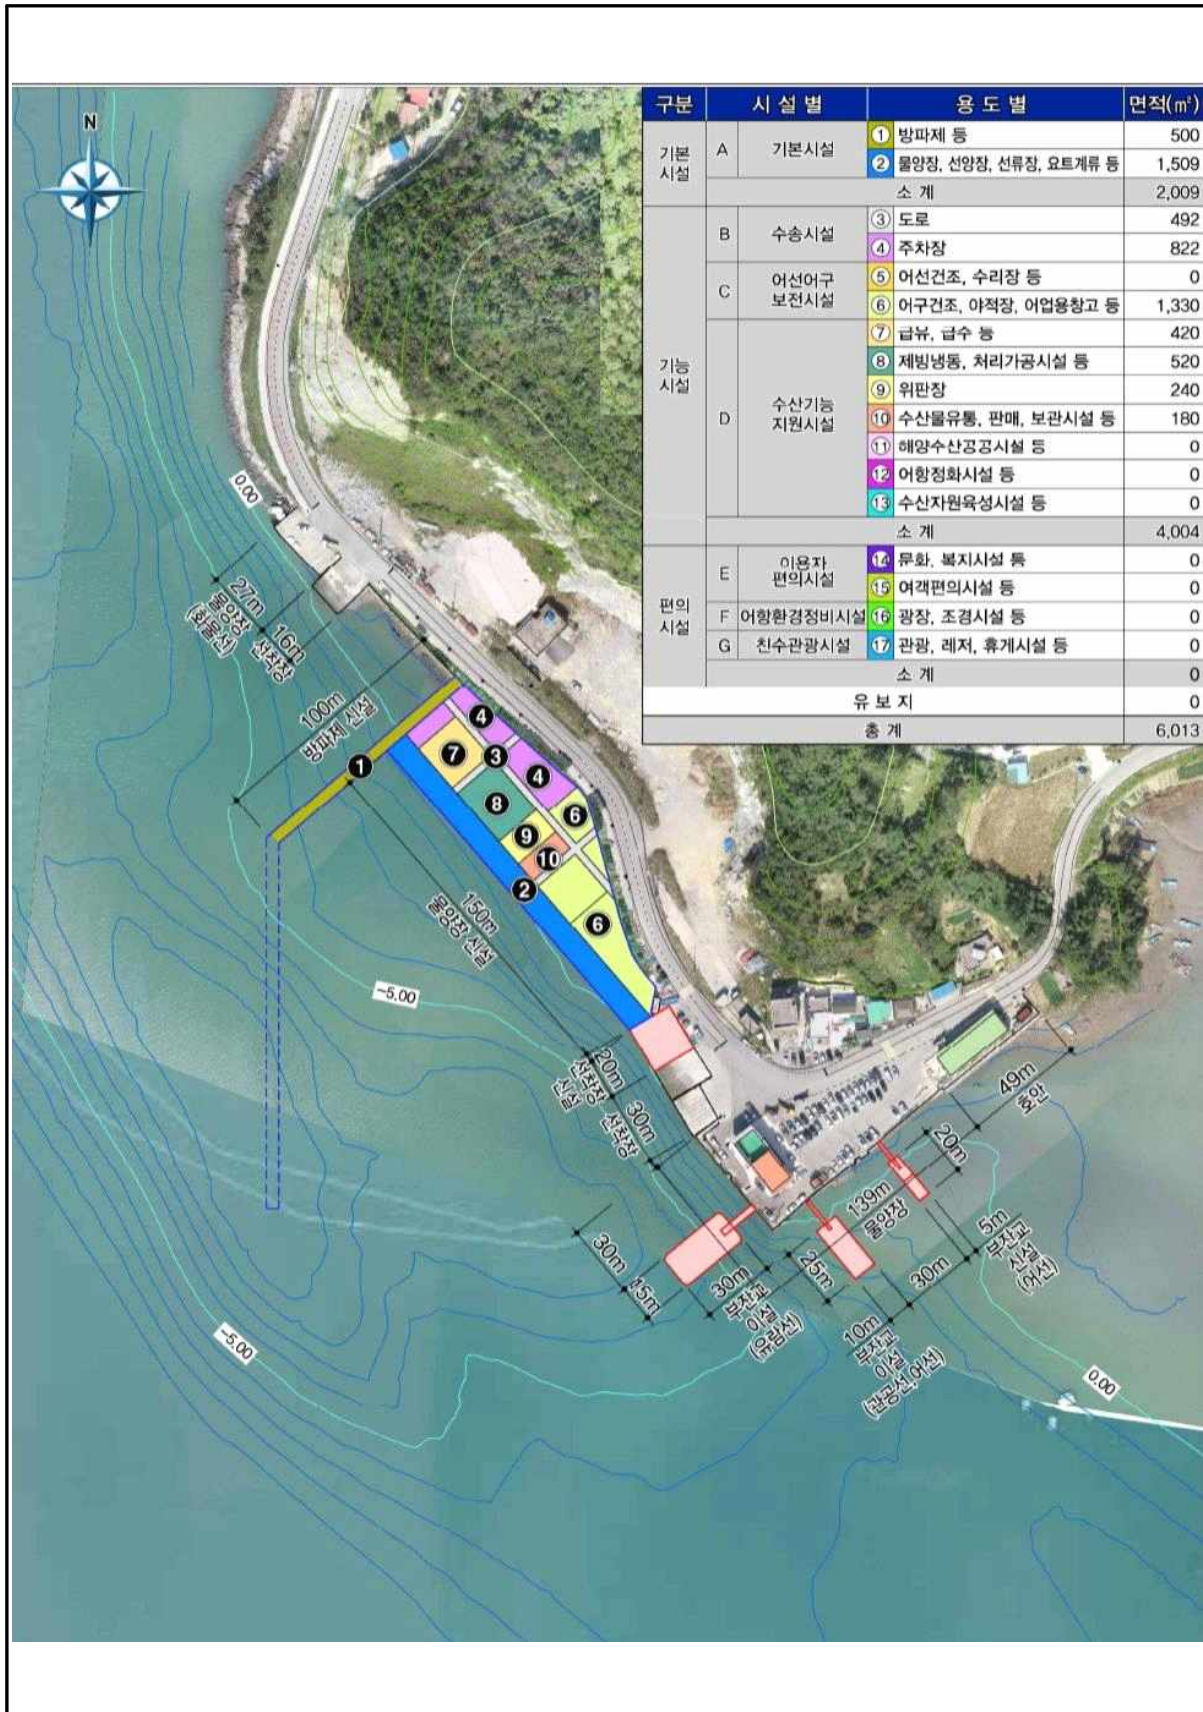 N
구분 시설별 용도별 면적(㎡)
기본
시설
A 기본시설
① 방파제 등 500
② 물양장, 선양장, 선류장, 요트계류 등 1,509
소 계 2,009
기능
시설
B 수송시설
③ 도로 492
④ 주차장 822
C 어선어구
보전시설
⑤ 어선건조, 수리장 등 0
⑥ 어구건조, 야적장, 어업용창고 등 1,330
D 수산기능
지원시설
⑦ 급유, 급수 등 420
⑧ 제빙냉동, 처리가공시설 등 520
⑨ 위판장 240
⑩ 수산물유통, 판매, 보관시설 등 180
⑪ 해양수산공공시설 등 0
⑫ 어항정화시설 등 0
⑬ 수산자원육성시설 등 0
소 계 4,004
편의
시설
E 이용자
편의시설
⑭ 문화, 복지시설 등 0
⑮ 여객편의시설 등 0
F 어항환경정비시설 ⑯ 광장, 조경시설 등 0
G 친수관광시설 ⑰ 관광, 레저, 휴게시설 등 0
소 계 0
유 보 지 0
총 계 6,013
0.00
27m
물양장
(화물선)
16m
선착장
100m
방파제 신설
1
4
3
4
7
8
6
9
10
2
6
150m
물양장 신설
-5.00
20m
선착장
신설
30m
선착장
49m
호안
20m
139m
물양장
5m
부잔교
신설
(어선)
30m
15m
30m
부잔교
이설
(유람선)
25m
30m
10m
부잔교
이설
(관공선,어선)
-5.00
0.00